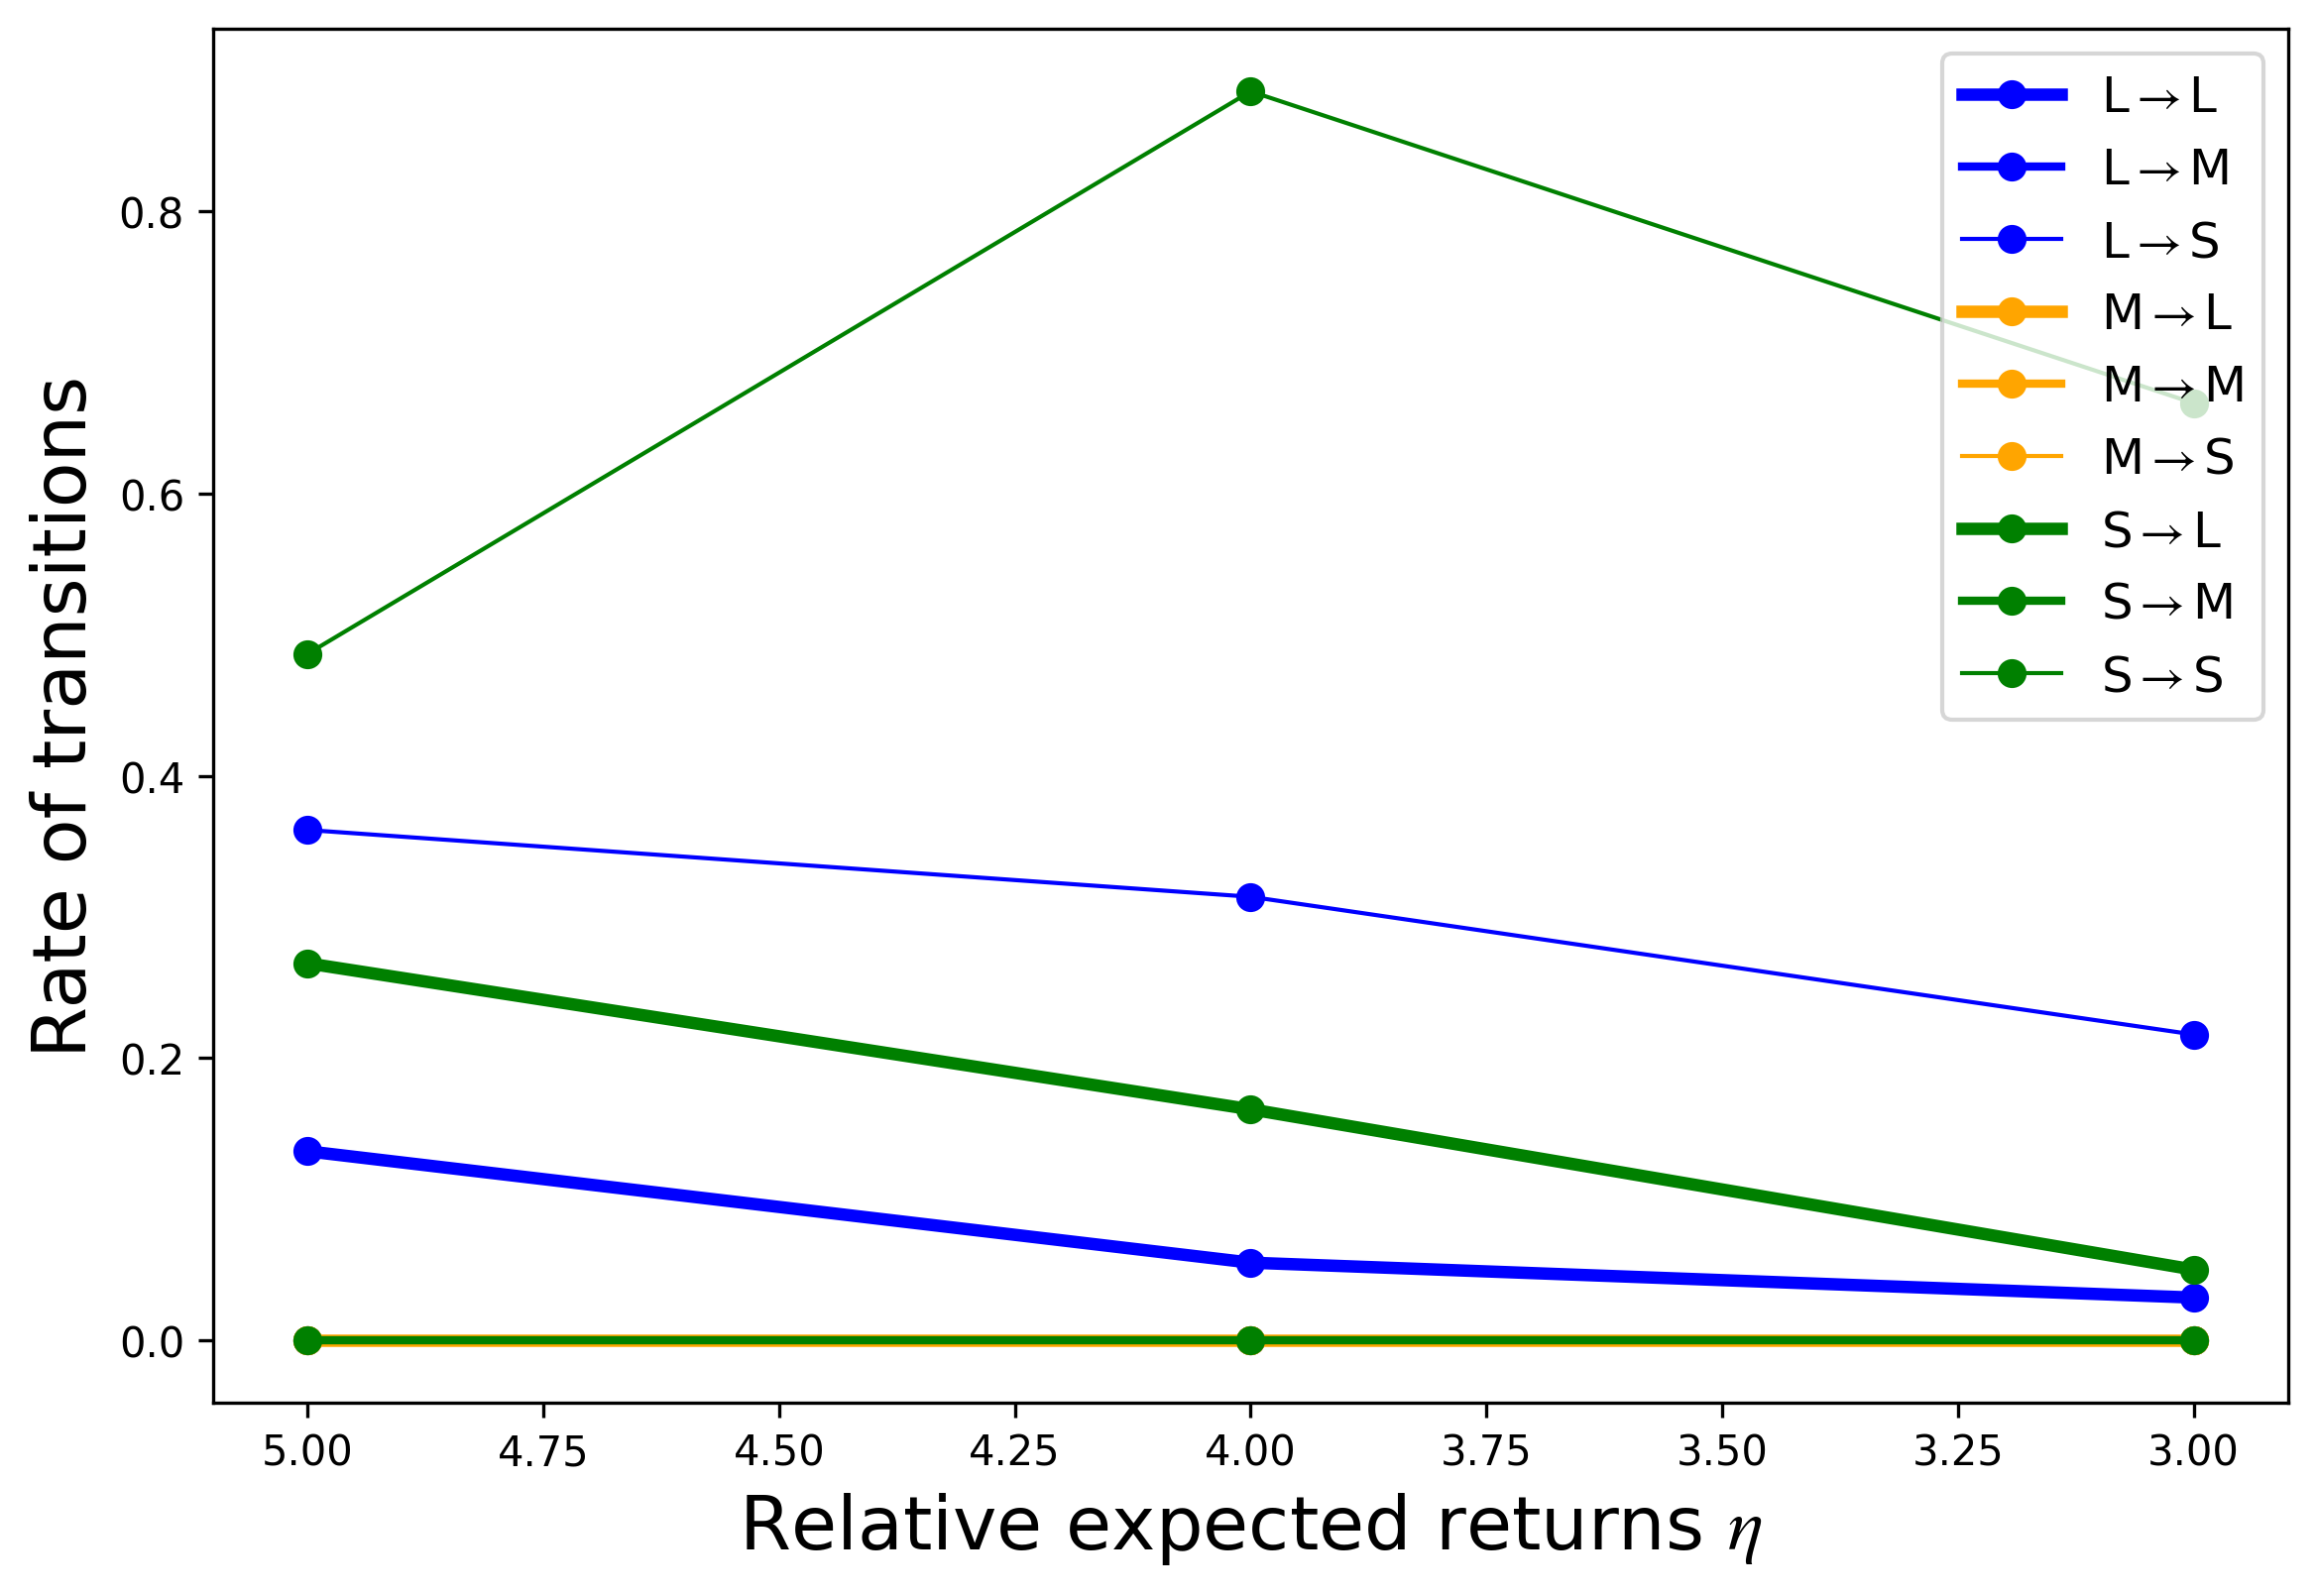 L→L
L→M
L→S
M→L
M→M
M→S
S→L
S→M
S→S
Rate of transitions
0.8
0.6
0.4
0.2
0.0
5.00 4.75 4.50 4.25 4.00 3.75 3.50 3.25 3.00
Relative expected returns η